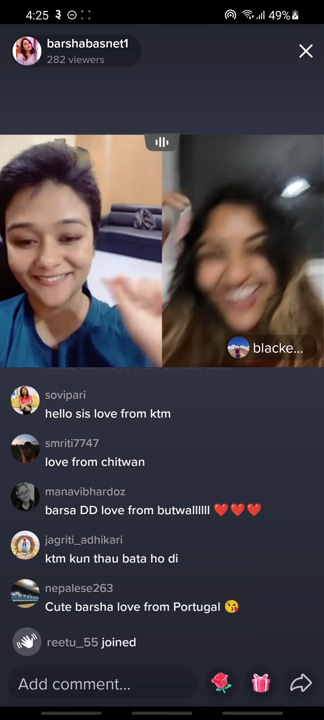 4:25
49%
barshabasnet1
282 viewers
blacke...
sovipari
hello sis love from ktm
smriti7747
love from chitwan
manavibhardoz
barsa DD love from butwallllll ❤️❤️❤️
jagriti_adhikari
ktm kun thau bata ho di
nepalese263
Cute barsha love from Portugal 😘
reetu_55 joined
Add comment...